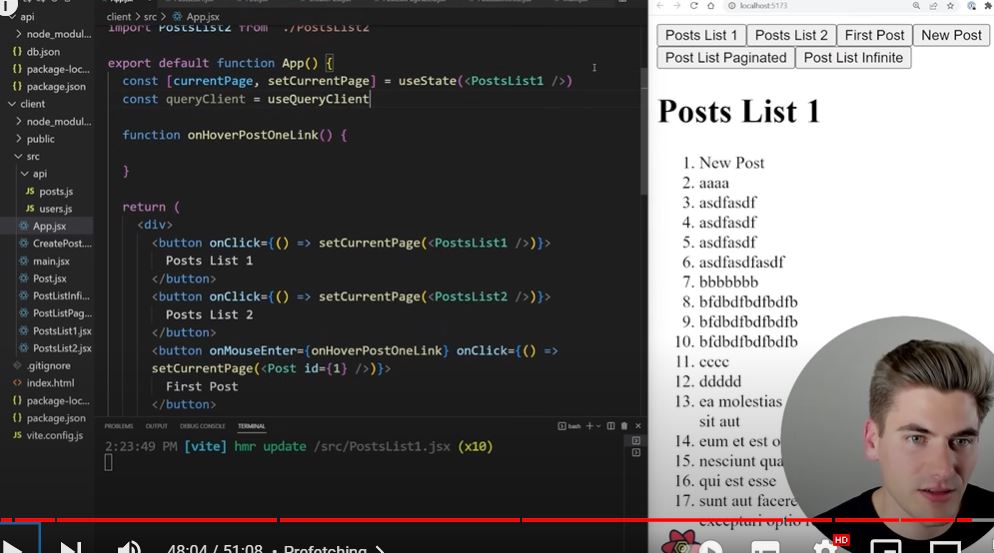 client > src > App.jsx
api
> node_modul...
{} db.json
{} package-loc...
{} package.json
client
> node_modul...
> public
src
api
JS posts.js
JS users.js
App.jsx
CreatePost....
main.jsx
Post.jsx
PostListInfi...
PostListPag...
PostsList1.jsx
PostsList2.jsx
.gitignore
<> index.html
{} package-loc...
{} package.json
JS vite.config.js
import PostsList2 from "./PostsList2"
export default function App() {
const [currentPage, setCurrentPage] = useState(<PostsList1 />)
const queryClient = useQueryClient
function onHoverPostOneLink() {
}
return (
<div>
<button onClick={() => setCurrentPage(<PostsList1 />)}>
Posts List 1
</button>
<button onClick={() => setCurrentPage(<PostsList2 />)}>
Posts List 2
</button>
<button onMouseEnter={onHoverPostOneLink} onClick={() =>
setCurrentPage(<Post id={1} />)}>
First Post
</button>
PROBLEMS OUTPUT DEBUG CONSOLE TERMINAL bash
2:23:49 PM [vite] hmr update /src/PostsList1.jsx (x10)
localhost:5173
Posts List 1 Posts List 2 First Post New Post
Post List Paginated Post List Infinite
Posts List 1
1. New Post
2. aaaa
3. asdfasdf
4. asdfasdf
5. asdfasdf
6. asdfasdfasdf
7. bbbbbbb
8. bfdbdfbdfbdfb
9. bfdbdfbdfbdfb
10. bfdbdfbdfbdfb
11. cccc
12. ddddd
13. ea molestias
sit aut
14. eum et est o
15. nesciunt qua
16. qui est esse
17. sunt aut facere
excepturi optio
48:04 / 51:08 • Prefetching >
HD